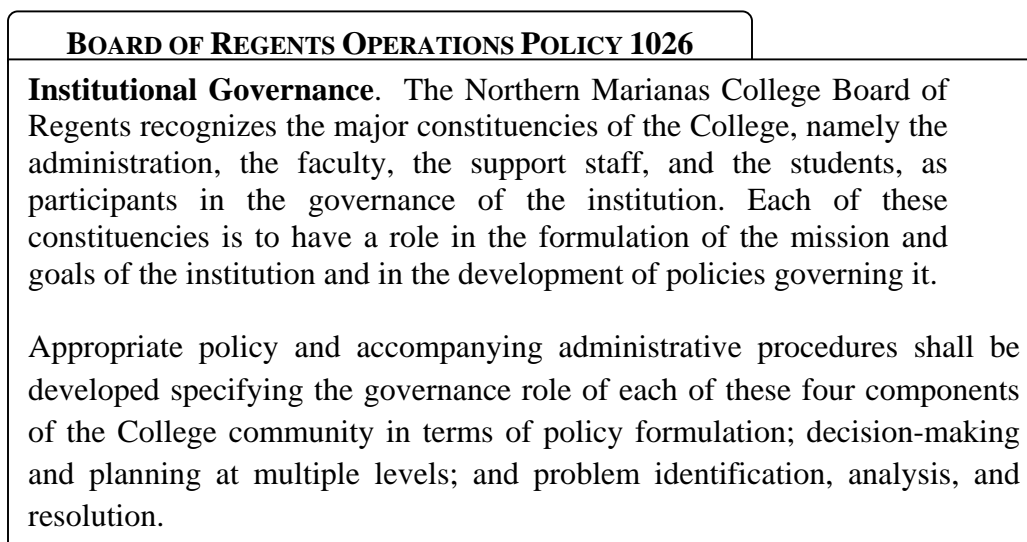 BOARD OF REGENTS OPERATIONS POLICY 1026
Institutional Governance. The Northern Marianas College Board of
Regents recognizes the major constituencies of the College, namely the
administration, the faculty, the support staff, and the students, as
participants in the governance of the institution. Each of these
constituencies is to have a role in the formulation of the mission and
goals of the institution and in the development of policies governing it.
Appropriate policy and accompanying administrative procedures shall be
developed specifying the governance role of each of these four components
of the College community in terms of policy formulation; decision-making
and planning at multiple levels; and problem identification, analysis, and
resolution.